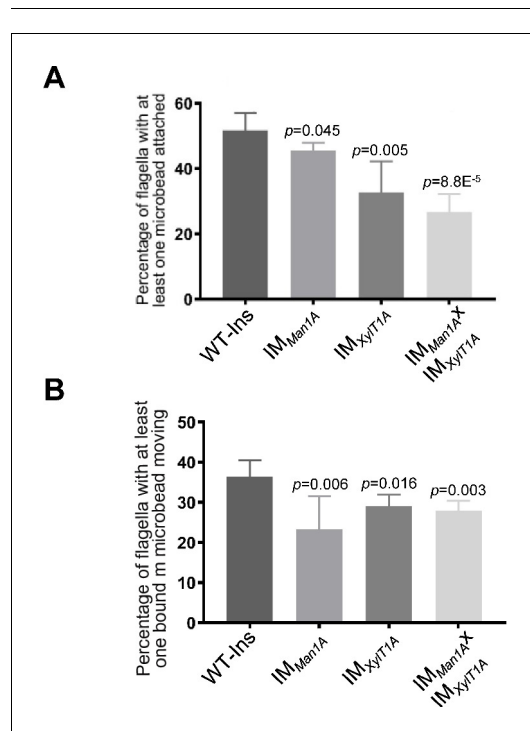 A
Percentage of flagella with at
least one microbead attached
60
40
20
0
p=0.045
p=0.005
p=8.8E-5
WT-Ins
IMMan1A
IMXylT1A
IMMan1Ax
IMXylT1A
B
Percentage of flagella with at least
one bound m microbead moving
50
40
30
20
10
0
p=0.006
p=0.016
p=0.003
WT-Ins
IMMan1A
IMXylT1A
IMMan1Ax
IMXylT1A